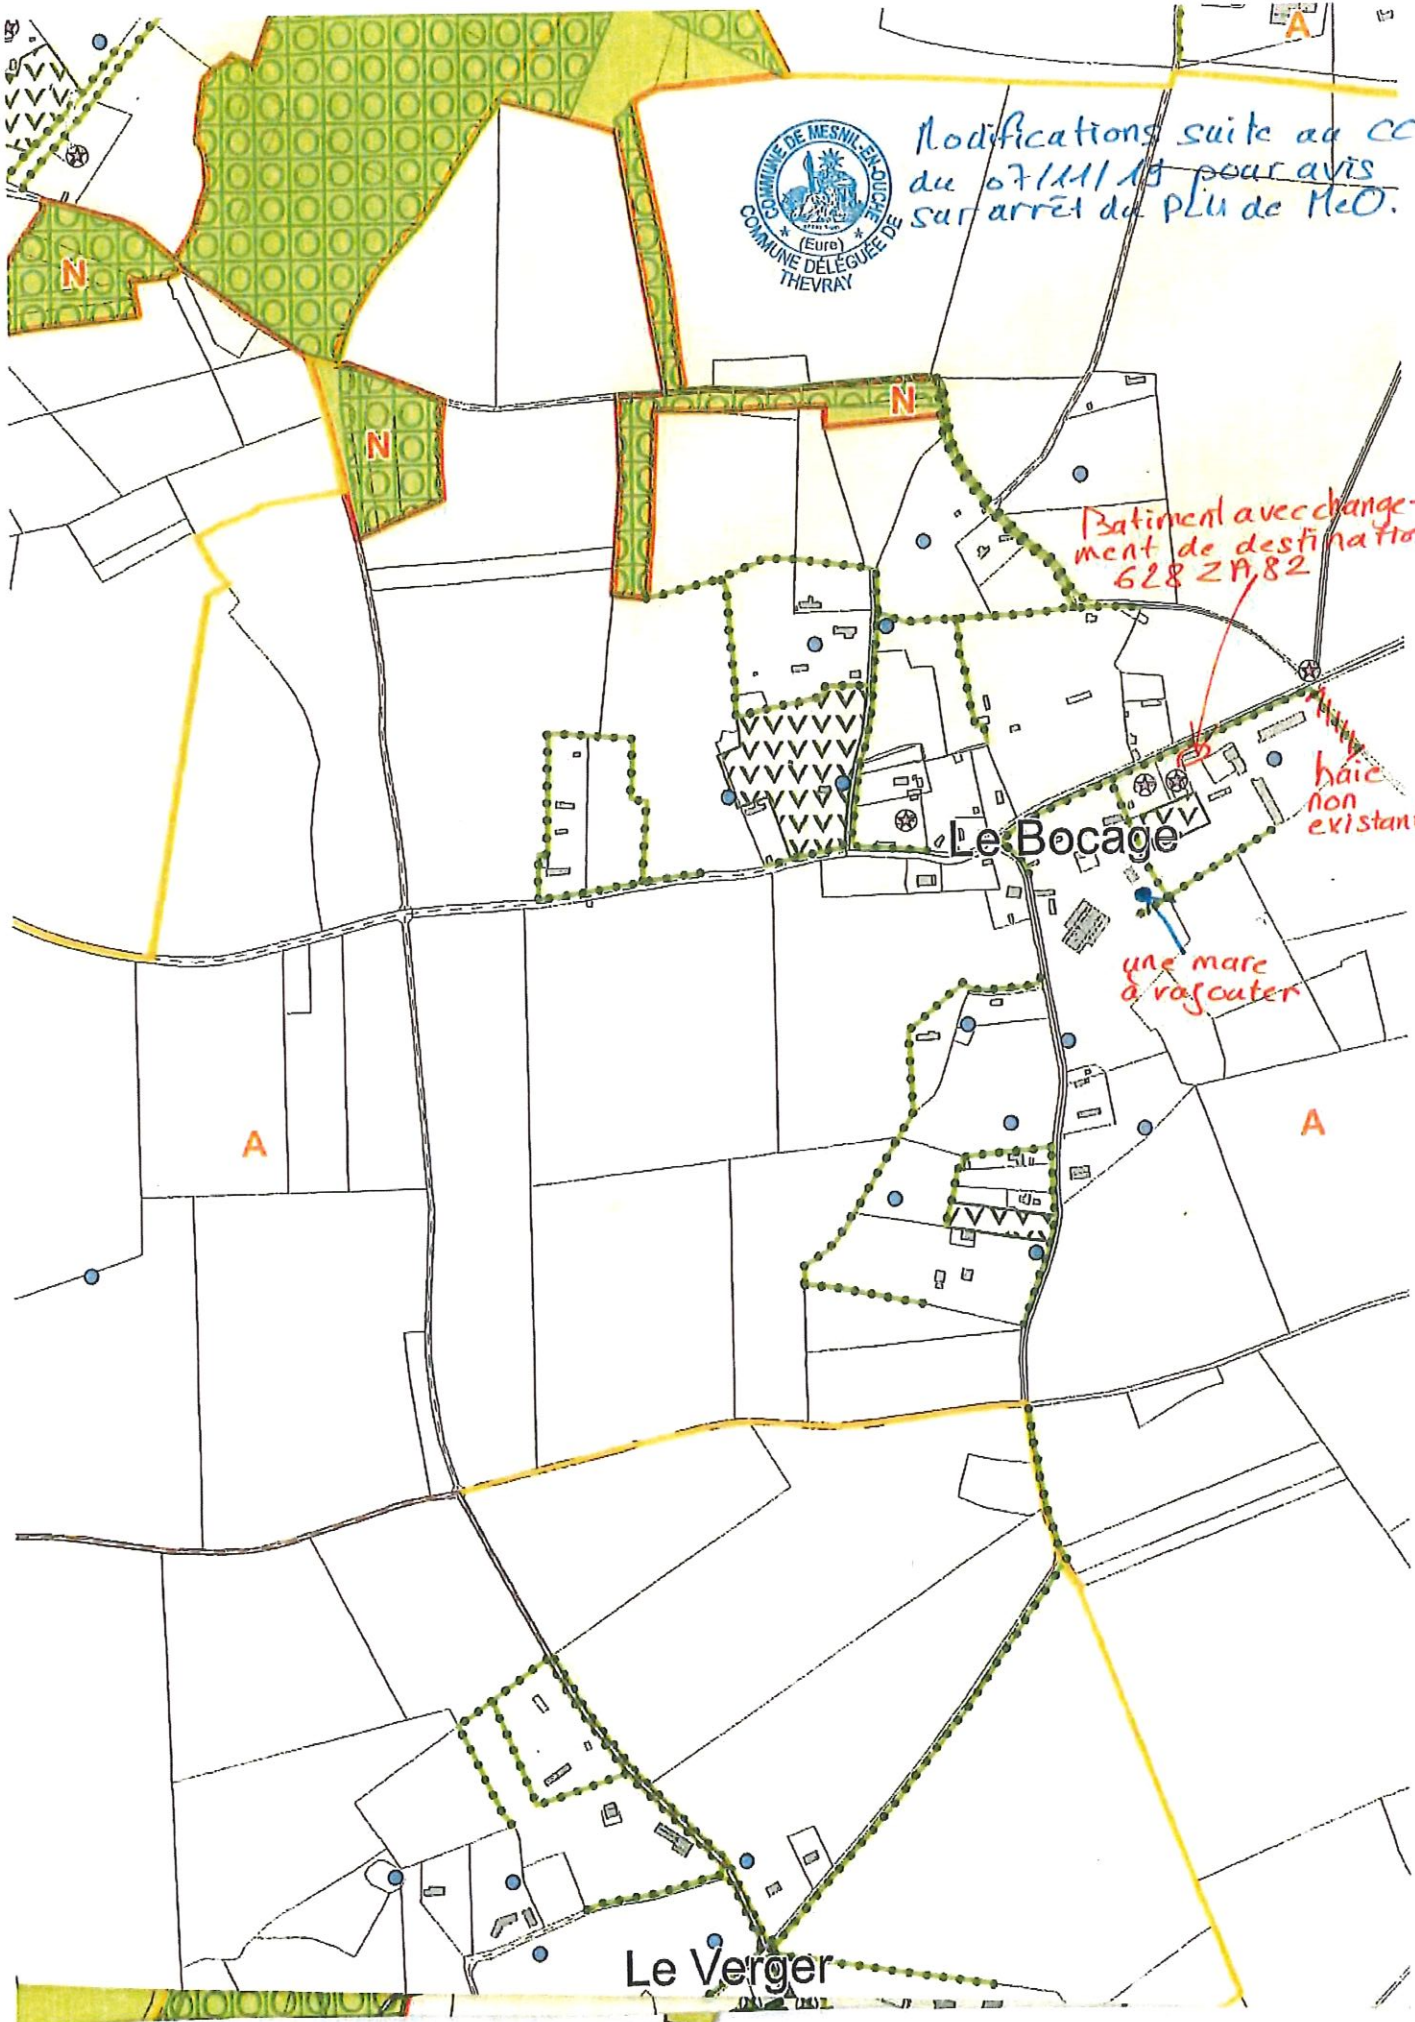 A
Modifications suite au CC
du 07/11/19 pour avis
sur arrêt du PLU de MeO.
COMMUNE DE MESNIL-EN-OUCHE
(Eure)
COMMUNE DÉLÉGUÉE DE
THEVRAY
N
N
N
Batiment avec change-
ment de destinatio
628 ZA 82
haie
non
existan
Le Bocage
une mare
à rajouter
A
A
Le Verger